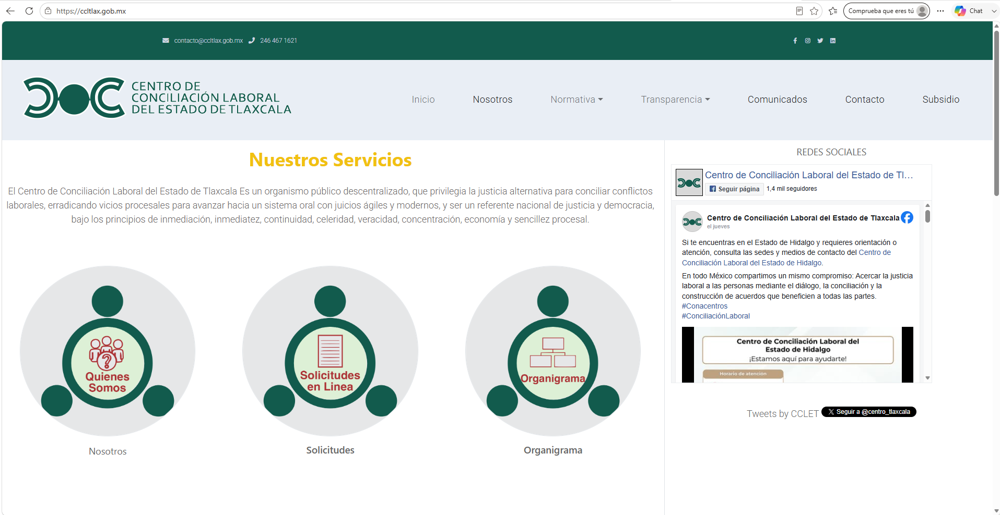 https://ccltlax.gob.mx
Comprueba que eres tú
Chat
contacto@ccltlax.gob.mx
246 467 1621
CENTRO DE
CONCILIACIÓN LABORAL
DEL ESTADO DE TLAXCALA
Inicio
Nosotros
Normativa
Transparencia
Comunicados
Contacto
Subsidio
Nuestros Servicios
El Centro de Conciliación Laboral del Estado de Tlaxcala Es un organismo público descentralizado, que privilegia la justicia alternativa para conciliar conflictos
laborales, erradicando vicios procesales para avanzar hacia un sistema oral con juicios ágiles y modernos, y ser un referente nacional de justicia y democracia,
bajo los principios de inmediación, inmediatez, continuidad, celeridad, veracidad, concentración, economía y sencillez procesal.
Quienes
Somos
Nosotros
Solicitudes
en Linea
Solicitudes
Organigrama
Organigrama
REDES SOCIALES
Centro de Conciliación Laboral del Estado de Tl...
Seguir página
1,4 mil seguidores
Centro de Conciliación Laboral del Estado de Tlaxcala
el jueves
Si te encuentras en el Estado de Hidalgo y requieres orientación o
atención, consulta las sedes y medios de contacto del Centro de
Conciliación Laboral del Estado de Hidalgo.
En todo México compartimos un mismo compromiso: Acercar la justicia
laboral a las personas mediante el diálogo, la conciliación y la
construcción de acuerdos que beneficien a todas las partes.
#Conacentros
#ConciliaciónLaboral
Centro de Conciliación Laboral del
Estado de Hidalgo
¡Estamos aquí para ayudarte!
Horario de atención
Tweets by CCLET
Seguir a @centro_tlaxcala